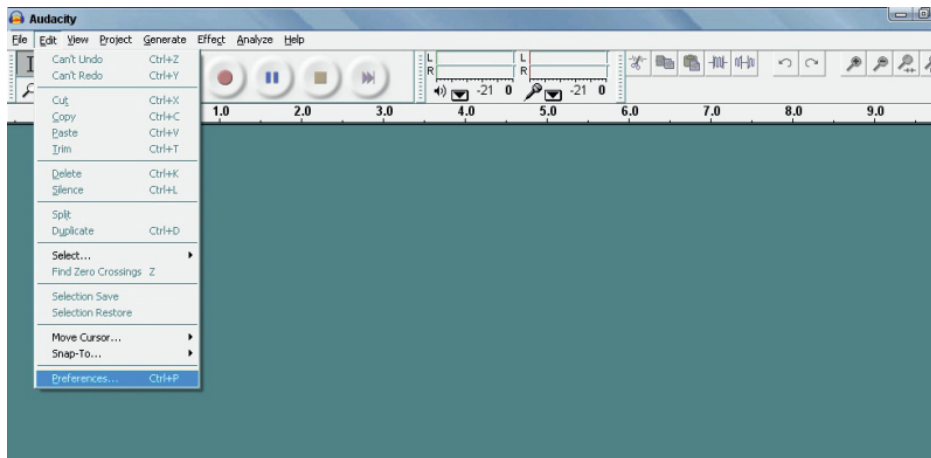 Audacity
File Edit View Project Generate Effect Analyze Help
Can't Undo Ctrl+Z
Can't Redo Ctrl+Y
Cut Ctrl+X
Copy Ctrl+C
Paste Ctrl+V
Trim Ctrl+T
Delete Ctrl+K
Silence Ctrl+L
Split
Duplicate Ctrl+D
Select...
Find Zero Crossings Z
Selection Save
Selection Restore
Move Cursor...
Snap-To...
Preferences... Ctrl+P
L L
R R
-21 0 -21 0
1.0 2.0 3.0 4.0 5.0 6.0 7.0 8.0 9.0